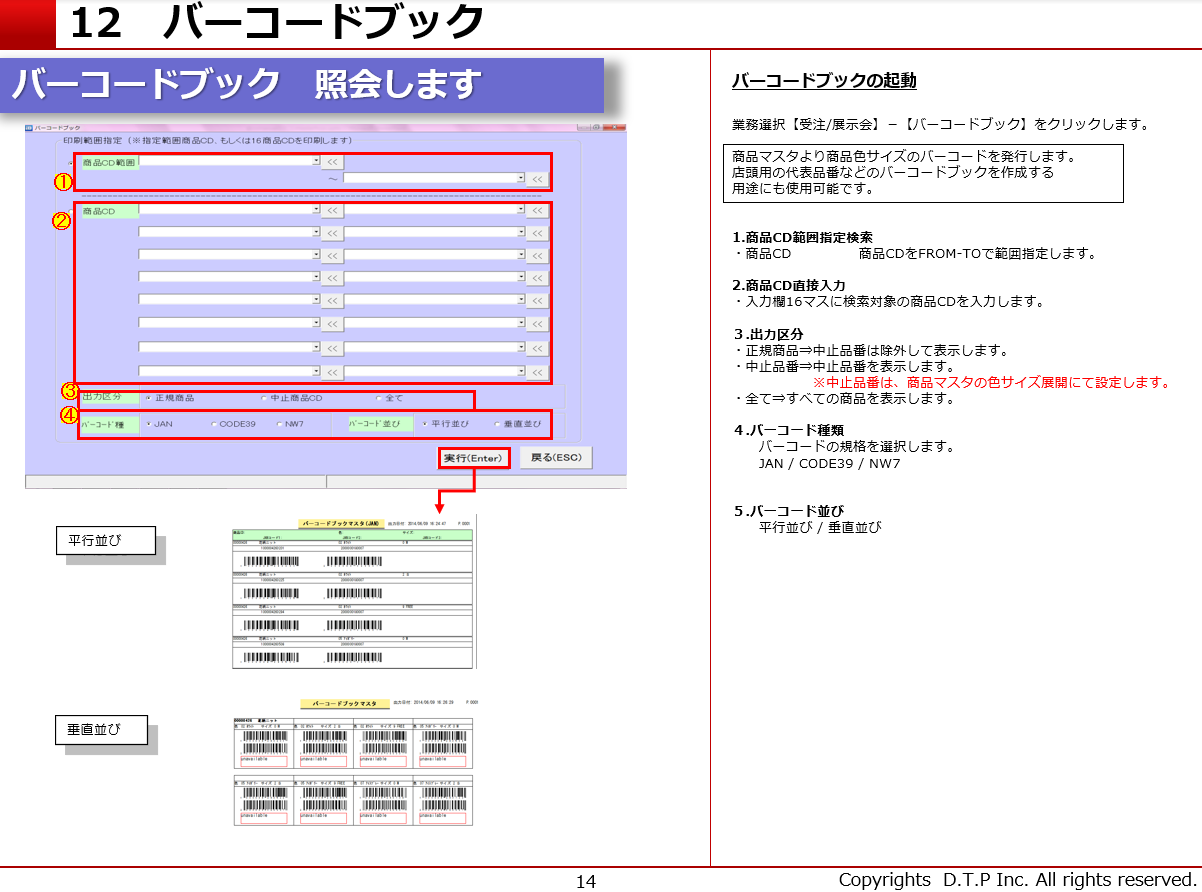 12　バーコードブック
バーコードブック　照会します
バーコードブック
印刷範囲指定（※指定範囲商品CD、もしくは16商品CDを印刷します）
① 商品CD範囲 <<
～ <<
② 商品CD << <<
<< <<
<< <<
<< <<
<< <<
<< <<
<< <<
<< <<
③ 出力区分 正規商品 中止商品CD 全て
④ バーコード種 JAN CODE39 NW7 バーコード並び 平行並び 垂直並び
実行(Enter) 戻る(ESC)
平行並び
バーコードブックマスタ(JAN)
サイズ
垂直並び
バーコードブックマスタ
unavailable unavailable unavailable unavailable
unavailable unavailable unavailable unavailable
バーコードブックの起動
業務選択【受注/展示会】－【バーコードブック】をクリックします。
商品マスタより商品色サイズのバーコードを発行します。
店頭用の代表品番などのバーコードブックを作成する
用途にも使用可能です。
1.商品CD範囲指定検索
・商品CD　商品CDをFROM-TOで範囲指定します。
2.商品CD直接入力
・入力欄16マスに検索対象の商品CDを入力します。
３.出力区分
・正規商品⇒中止品番は除外して表示します。
・中止品番⇒中止品番を表示します。
※中止品番は、商品マスタの色サイズ展開にて設定します。
・全て⇒すべての商品を表示します。
４.バーコード種類
バーコードの規格を選択します。
JAN / CODE39 / NW7
５.バーコード並び
平行並び / 垂直並び
14
Copyrights D.T.P Inc. All rights reserved.